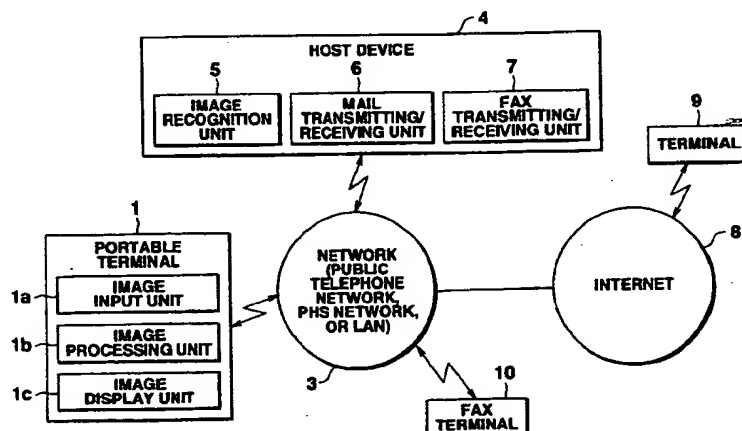 4
HOST DEVICE
5
6
7
IMAGE
RECOGNITION
UNIT
MAIL
TRANSMITTING/
RECEIVING UNIT
FAX
TRANSMITTING/
RECEIVING UNIT
9
TERMINAL
1
PORTABLE
TERMINAL
1a
IMAGE
INPUT UNIT
1b
IMAGE
PROCESSING UNIT
1c
IMAGE
DISPLAY UNIT
NETWORK
(PUBLIC
TELEPHONE
NETWORK,
PHS NETWORK,
OR LAN)
3
8
INTERNET
10
FAX
TERMINAL